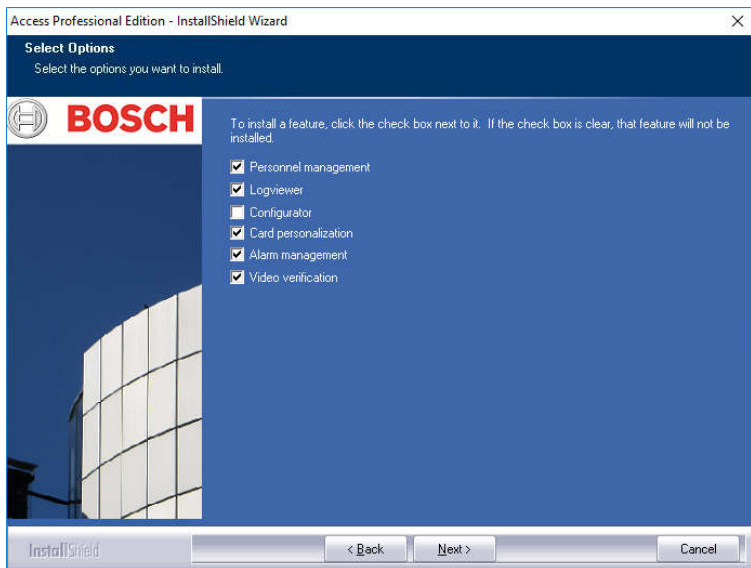 Access Professional Edition - InstallShield Wizard
Select Options
Select the options you want to install.
BOSCH
To install a feature, click the check box next to it. If the check box is clear, that feature will not be
installed.
Personnel management
Logviewer
Configurator
Card personalization
Alarm management
Video verification
InstallShield
< Back
Next >
Cancel